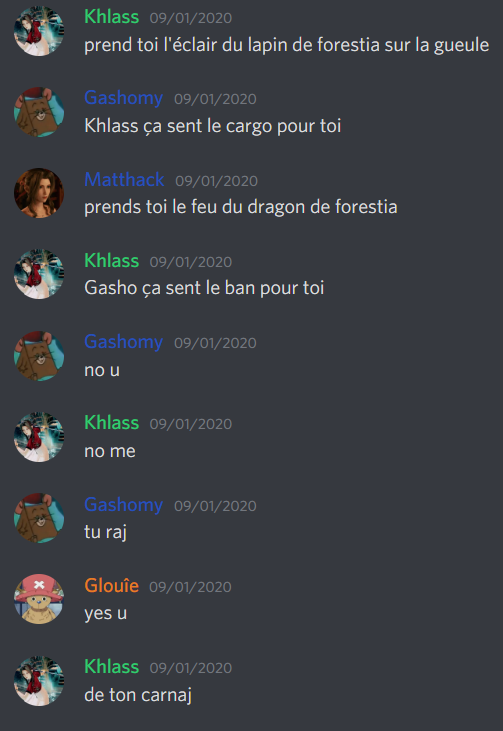 Khlass 09/01/2020
prend toi l'éclair du lapin de forestia sur la gueule
Gashomy 09/01/2020
Khlass ça sent le cargo pour toi
Matthack 09/01/2020
prends toi le feu du dragon de forestia
Khlass 09/01/2020
Gasho ça sent le ban pour toi
Gashomy 09/01/2020
no u
Khlass 09/01/2020
no me
Gashomy 09/01/2020
tu raj
Glouîe 09/01/2020
yes u
Khlass 09/01/2020
de ton carnaj